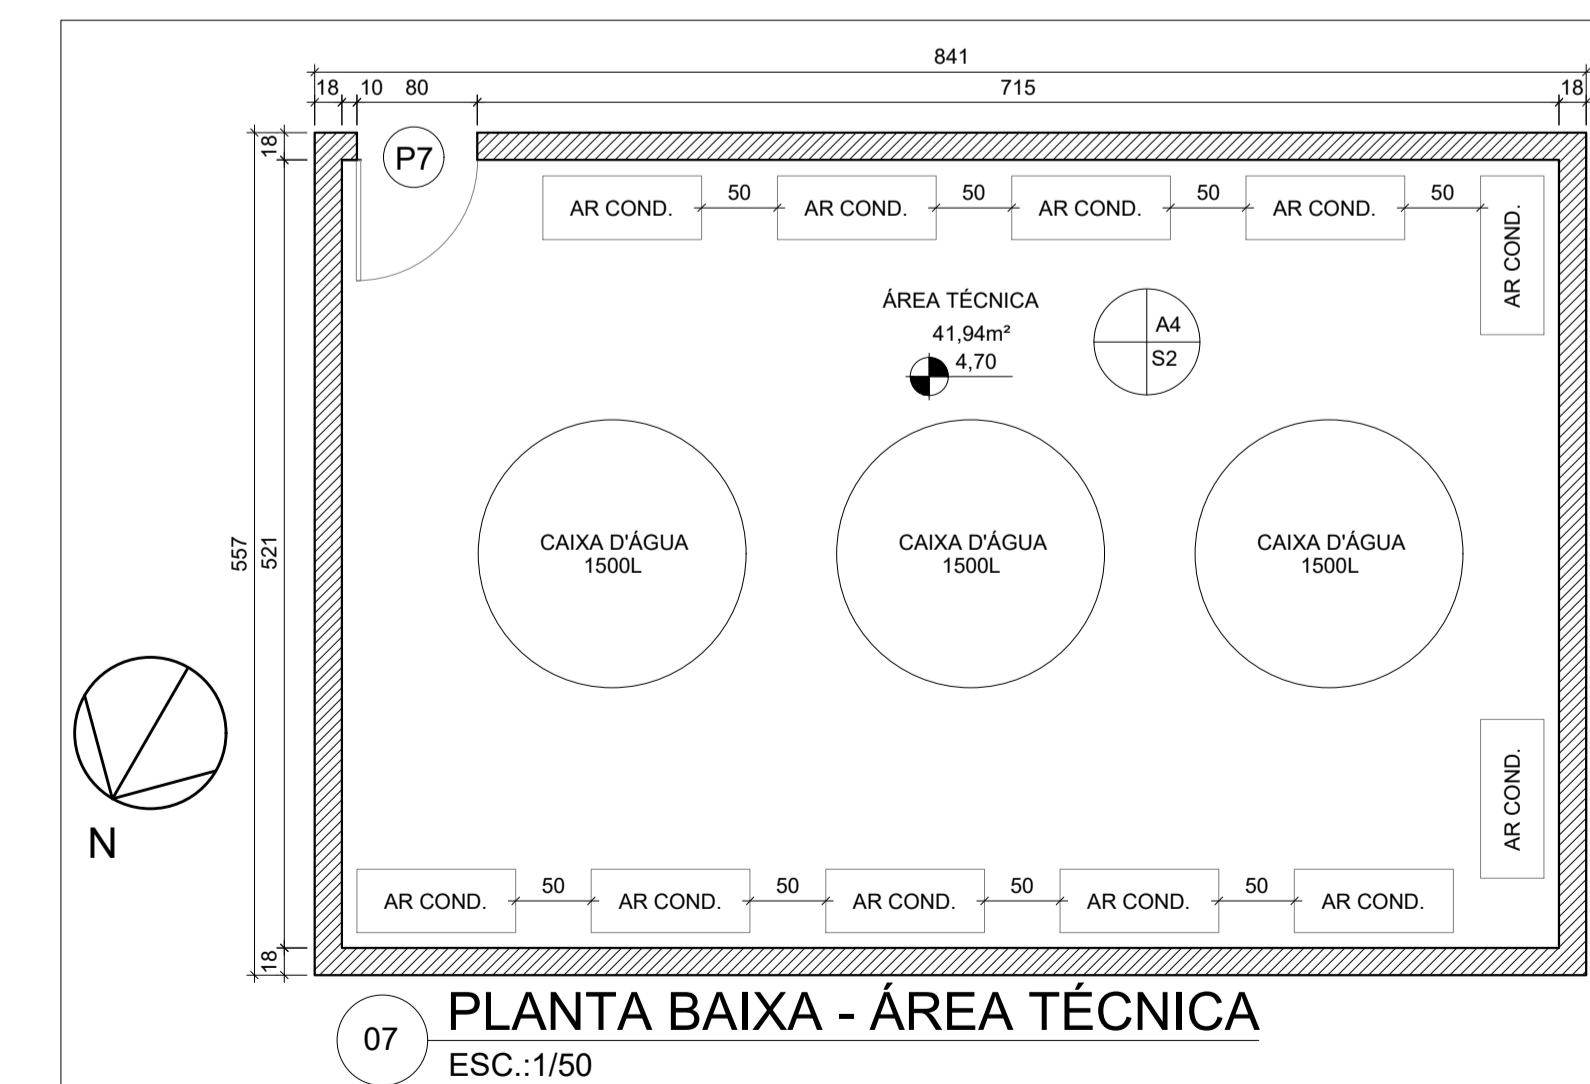 841
18 10 80 715 18
18
P7
AR COND. 50 AR COND. 50 AR COND. 50 AR COND. 50 AR COND.
ÁREA TÉCNICA
41,94m²
4,70
A4
S2
CAIXA D'ÁGUA
1500L
CAIXA D'ÁGUA
1500L
CAIXA D'ÁGUA
1500L
557
521
N
AR COND.
AR COND. 50 AR COND. 50 AR COND. 50 AR COND. 50 AR COND.
18
07
PLANTA BAIXA - ÁREA TÉCNICA
ESC.:1/50